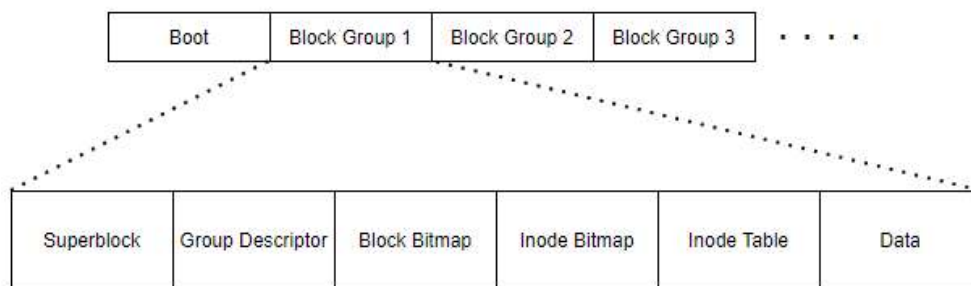 Boot Block Group 1 Block Group 2 Block Group 3 . . . .
Superblock Group Descriptor Block Bitmap Inode Bitmap Inode Table Data